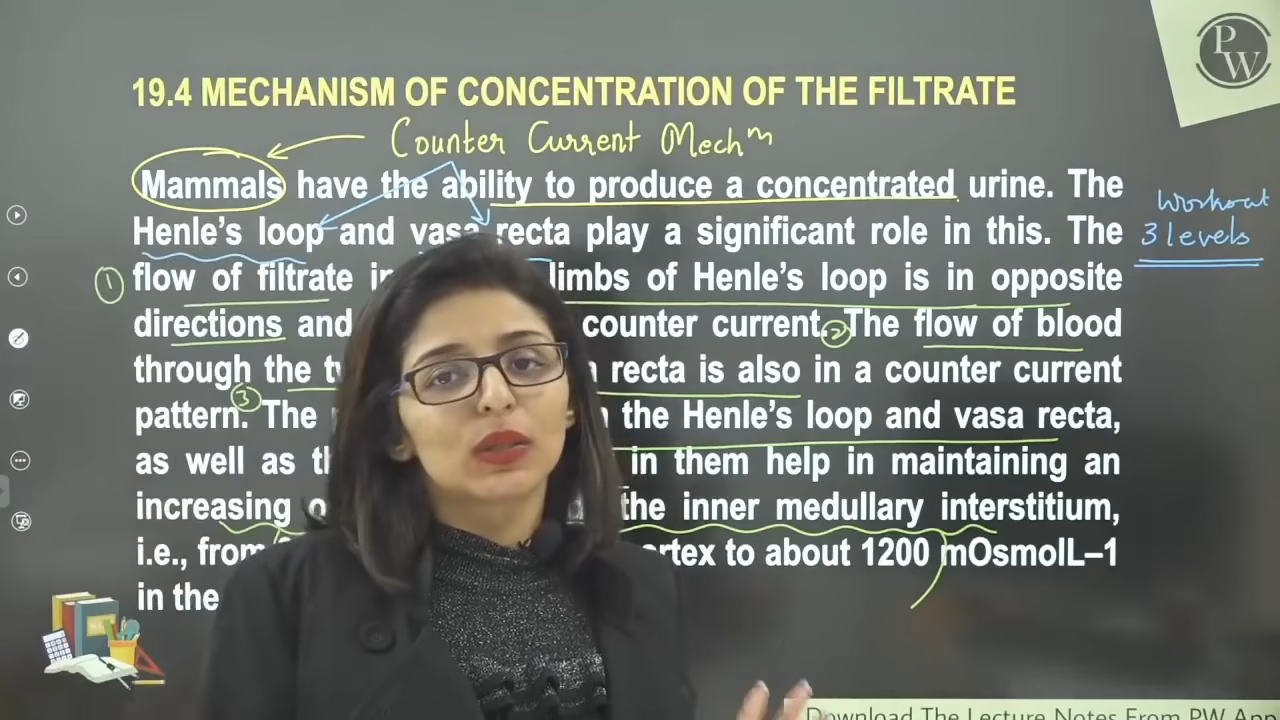 PW
19.4 MECHANISM OF CONCENTRATION OF THE FILTRATE
Counter Current Mechm
Mammals have the ability to produce a concentrated urine. The
Henle's loop and vasa recta play a significant role in this. The
Workout
3 levels
① flow of filtrate in limbs of Henle's loop is in opposite
directions and counter current. ② The flow of blood
through the recta is also in a counter current
pattern. ③ The the Henle's loop and vasa recta,
as well as in them help in maintaining an
increasing the inner medullary interstitium,
i.e., from to about 1200 mOsmolL–1
in the
Download The Lecture Notes From PW App